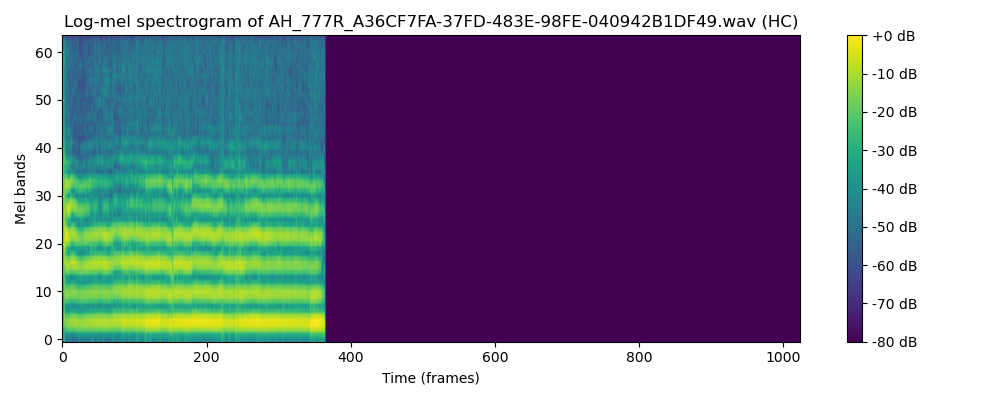 Log-mel spectrogram of AH_777R_A36CF7FA-37FD-483E-98FE-040942B1DF49.wav (HC)
Mel bands
60
50
40
30
20
10
0
0 200 400 600 800 1000
Time (frames)
+0 dB
-10 dB
-20 dB
-30 dB
-40 dB
-50 dB
-60 dB
-70 dB
-80 dB